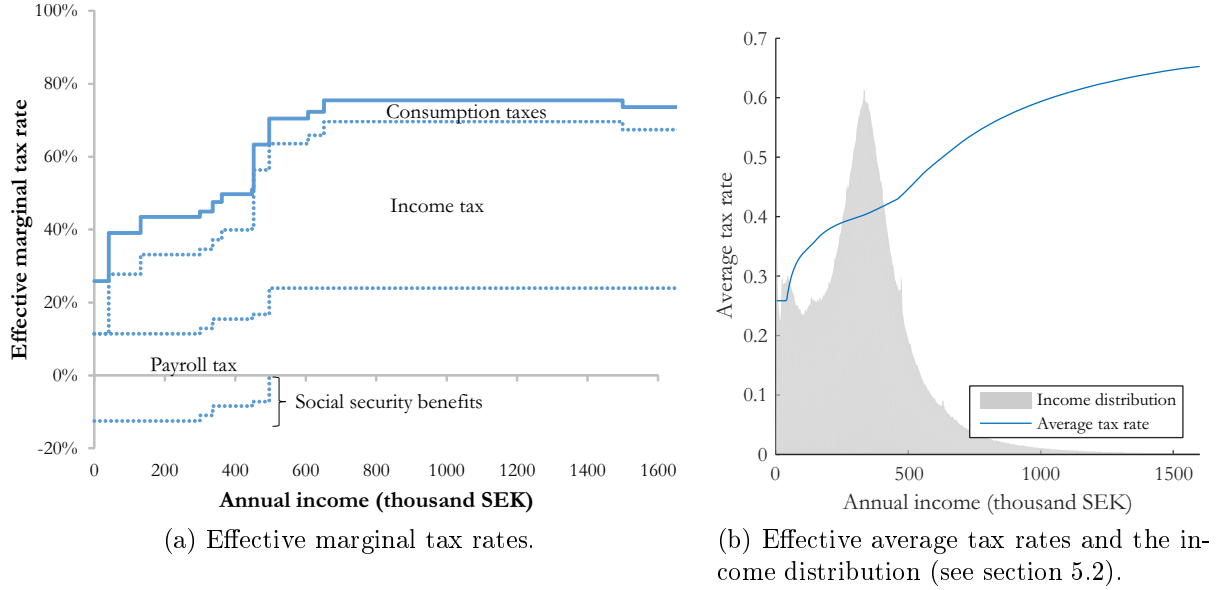 100%
80%
60%
40%
20%
0%
-20%
Effective marginal tax rate
Consumption taxes
Income tax
Payroll tax
Social security benefits
0 200 400 600 800 1000 1200 1400 1600
Annual income (thousand SEK)
(a) Effective marginal tax rates.
0.7
0.6
0.5
0.4
0.3
0.2
0.1
0
Average tax rate
Income distribution
Average tax rate
0 500 1000 1500
Annual income (thousand SEK)
(b) Effective average tax rates and the in-
come distribution (see section 5.2).